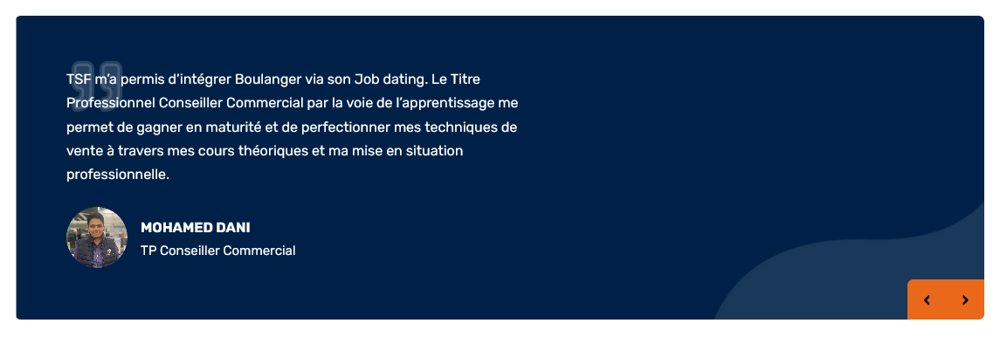 TSF m’a permis d’intégrer Boulanger via son Job dating. Le Titre
Professionnel Conseiller Commercial par la voie de l’apprentissage me
permet de gagner en maturité et de perfectionner mes techniques de
vente à travers mes cours théoriques et ma mise en situation
professionnelle.
MOHAMED DANI
TP Conseiller Commercial